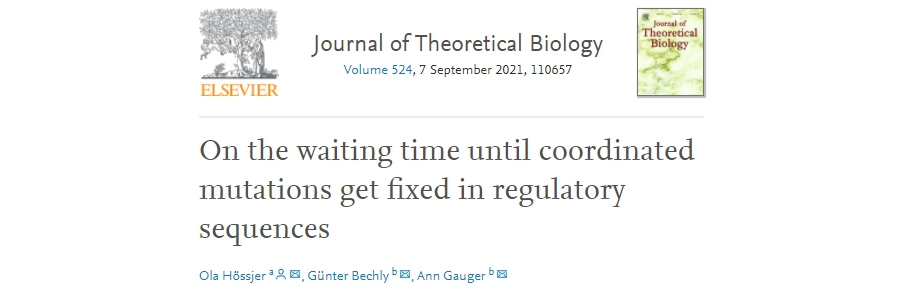 ELSEVIER
Journal of Theoretical Biology
Volume 524, 7 September 2021, 110657
Journal of
Theoretical
Biology
On the waiting time until coordinated
mutations get fixed in regulatory
sequences
Ola Hössjer a, Günter Bechly b, Ann Gauger b